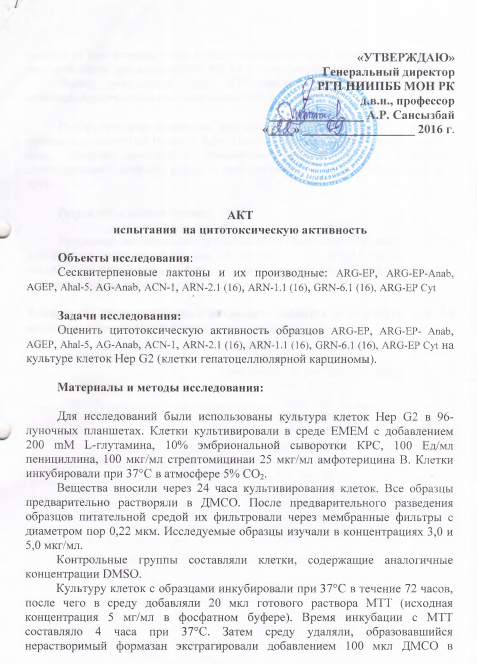 «УТВЕРЖДАЮ»
Генеральный директор
РГП НИИПББ МОН РК
д.в.н., профессор
А.Р. Сансызбай
« » 2016 г.
АКТ
испытания на цитотоксическую активность
Объекты исследования:
Сесквитерпеновые лактоны и их производные: ARG-EP, ARG-EP-Anab,
AGEP, Ahal-5, AG-Anab, ACN-1, ARN-2.1 (16), ARN-1.1 (16), GRN-6.1 (16), ARG-EP Cyt
Задачи исследования:
Оценить цитотоксическую активность образцов ARG-EP, ARG-EP- Anab,
AGEP, Ahal-5, AG-Anab, ACN-1, ARN-2.1 (16), ARN-1.1 (16), GRN-6.1 (16), ARG-EP Cyt на
культуре клеток Hep G2 (клетки гепатоцеллюлярной карциномы).
Материалы и методы исследования:
Для исследований были использованы культура клеток Hep G2 в 96-
луночных планшетах. Клетки культивировали в среде EMEM с добавлением
200 mM L-глутамина, 10% эмбриональной сыворотки КРС, 100 Ед/мл
пенициллина, 100 мкг/мл стрептомицинаи 25 мкг/мл амфотерицина В. Клетки
инкубировали при 37°С в атмосфере 5% CO₂.
Вещества вносили через 24 часа культивирования клеток. Все образцы
предварительно растворяли в ДМСО. После предварительного разведения
образцов питательной средой их фильтровали через мембранные фильтры с
диаметром пор 0,22 мкм. Исследуемые образцы изучали в концентрациях 3,0 и
5,0 мкг/мл.
Контрольные группы составляли клетки, содержащие аналогичные
концентрации DMSO.
Культуру клеток с образцами инкубировали при 37°С в течение 72 часов,
после чего в среду добавляли 20 мкл готового раствора МТТ (исходная
концентрация 5 мг/мл в фосфатном буфере). Время инкубации с МТТ
составляло 4 часа при 37°С. Затем среду удаляли, образовавшийся
нерастворимый формазан экстрагировали добавлением 100 мкл ДМСО в